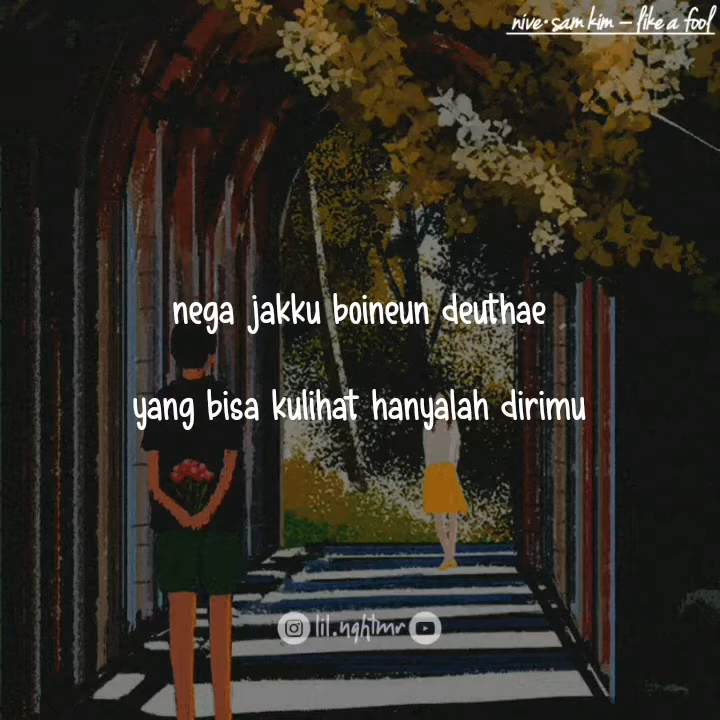 nive•sam kim – like a fool
nega jakku boineun deuthae
yang bisa kulihat hanyalah dirimu
lil.nghtmr